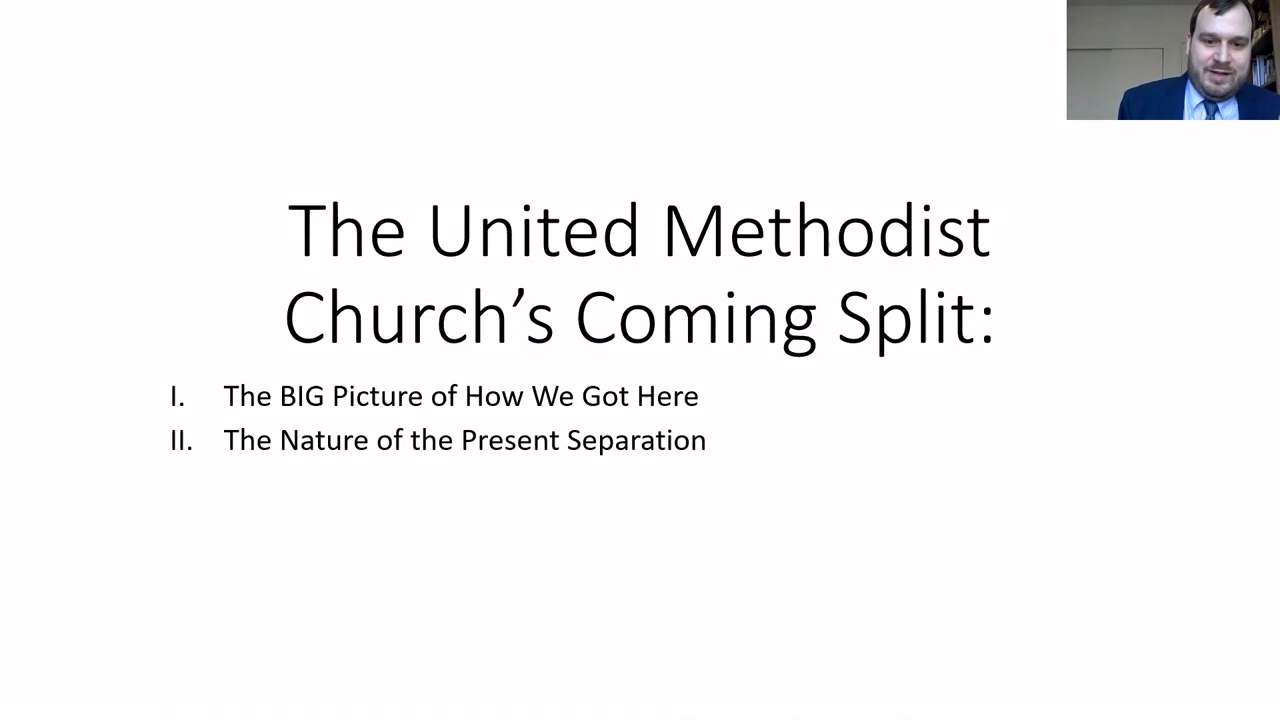 The United Methodist
Church’s Coming Split:
I. The BIG Picture of How We Got Here
II. The Nature of the Present Separation